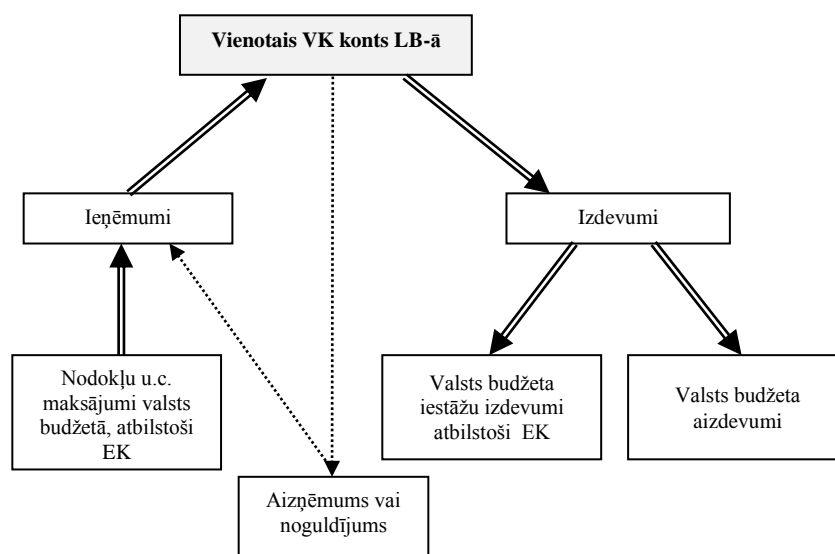 Vienotais VK konts LB-ā
Ieņēmumi
Izdevumi
Nodokļu u.c.
maksājumi valsts
budžetā, atbilstoši
EK
Valsts budžeta
iestāžu izdevumi
atbilstoši EK
Valsts budžeta
aizdevumi
Aizņēmums vai
noguldījums